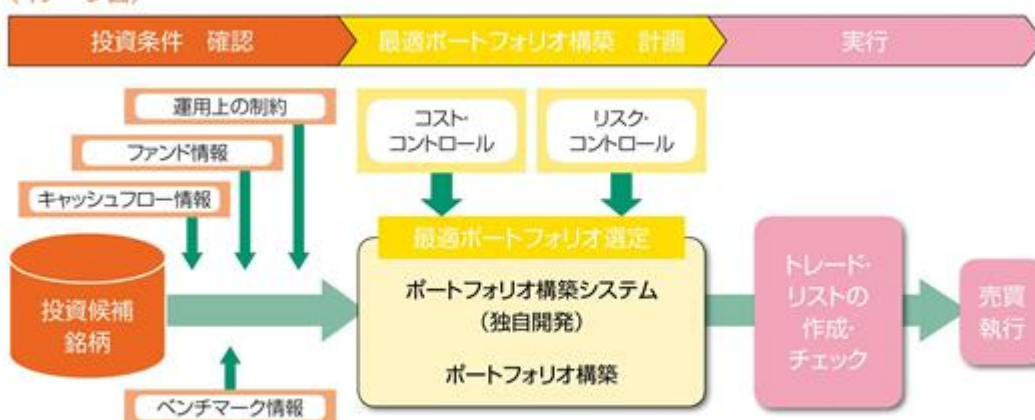 投資条件 確認
最適ポートフォリオ構築 計画
実行
運用上の制約
ファンド情報
キャッシュフロー情報
コスト・
コントロール
リスク・
コントロール
最適ポートフォリオ選定
投資候補
銘柄
ポートフォリオ構築システム
(独自開発)
ポートフォリオ構築
トレード・
リストの
作成・
チェック
売買
執行
ベンチマーク情報